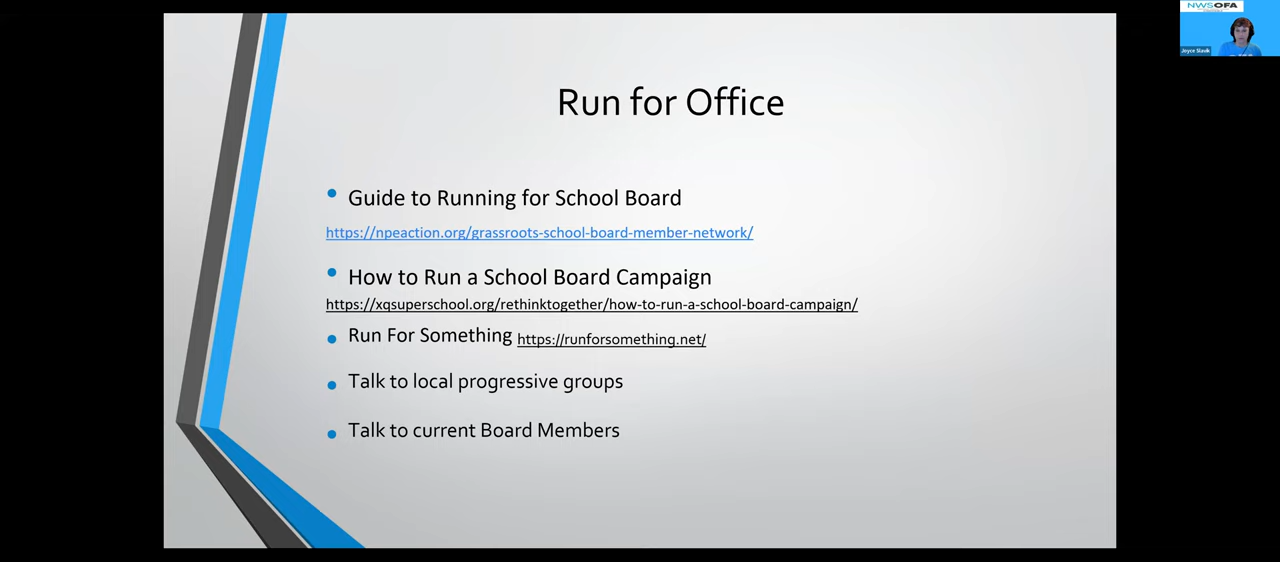 NWSOFA
Joyce Slavik
Run for Office
• Guide to Running for School Board
https://npeaction.org/grassroots-school-board-member-network/
• How to Run a School Board Campaign
https://xqsuperschool.org/rethinktogether/how-to-run-a-school-board-campaign/
• Run For Something https://runforsomething.net/
• Talk to local progressive groups
• Talk to current Board Members